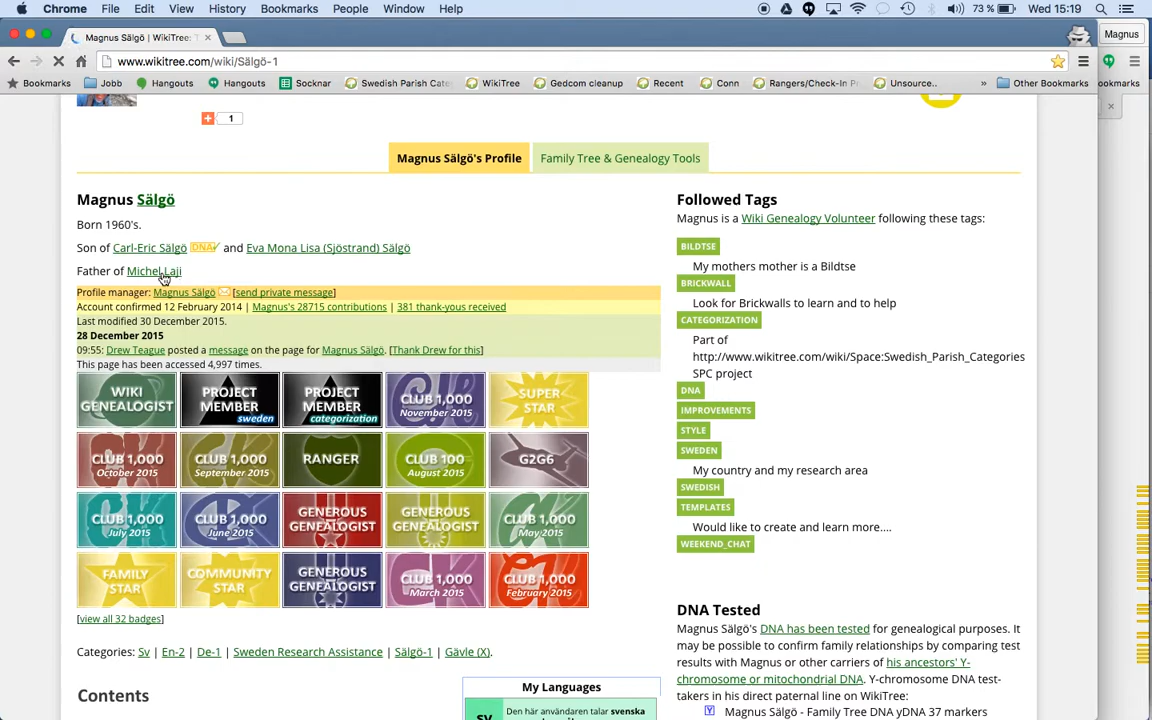 Chrome File Edit View History Bookmarks People Window Help 73 % Wed 15:19
Magnus Sälgö | WikiTree: T × Magnus
www.wikitree.com/wiki/Sälgö-1
Bookmarks Jobb Hangouts Hangouts Socknar Swedish Parish Cate WikiTree Gedcom cleanup Recent Conn Rangers/Check-In P Unsource... » Other Bookmarks okmarks
+ 1
Magnus Sälgö's Profile Family Tree & Genealogy Tools
Magnus Sälgö
Born 1960's.
Son of Carl-Eric Sälgö DNA and Eva Mona Lisa (Sjöstrand) Sälgö
Father of Michel Laji
Profile manager: Magnus Sälgö [send private message]
Account confirmed 12 February 2014 | Magnus's 28715 contributions | 381 thank-yous received
Last modified 30 December 2015.
28 December 2015
09:55: Drew Teague posted a message on the page for Magnus Sälgö. [Thank Drew for this]
This page has been accessed 4,997 times.
WIKI GENEALOGIST PROJECT MEMBER sweden PROJECT MEMBER categorization CLUB 1,000 November 2015 SUPER STAR
CLUB 1,000 October 2015 CLUB 1,000 September 2015 RANGER CLUB 100 August 2015 G2G6
CLUB 1,000 July 2015 CLUB 1,000 June 2015 GENEROUS GENEALOGIST GENEROUS GENEALOGIST CLUB 1,000 May 2015
FAMILY STAR COMMUNITY STAR GENEROUS GENEALOGIST CLUB 1,000 March 2015 CLUB 1,000 February 2015
[view all 32 badges]
Categories: Sv | En-2 | De-1 | Sweden Research Assistance | Sälgö-1 | Gävle (X).
Contents
My Languages
sv Den här användaren talar svenska
Followed Tags
Magnus is a Wiki Genealogy Volunteer following these tags:
BILDTSE
My mothers mother is a Bildtse
BRICKWALL
Look for Brickwalls to learn and to help
CATEGORIZATION
Part of
http://www.wikitree.com/wiki/Space:Swedish_Parish_Categories
SPC project
DNA
IMPROVEMENTS
STYLE
SWEDEN
My country and my research area
SWEDISH
TEMPLATES
Would like to create and learn more....
WEEKEND_CHAT
DNA Tested
Magnus Sälgö's DNA has been tested for genealogical purposes. It
may be possible to confirm family relationships by comparing test
results with Magnus or other carriers of his ancestors' Y-
chromosome or mitochondrial DNA. Y-chromosome DNA test-
takers in his direct paternal line on WikiTree:
Y Magnus Sälgö - Family Tree DNA yDNA 37 markers